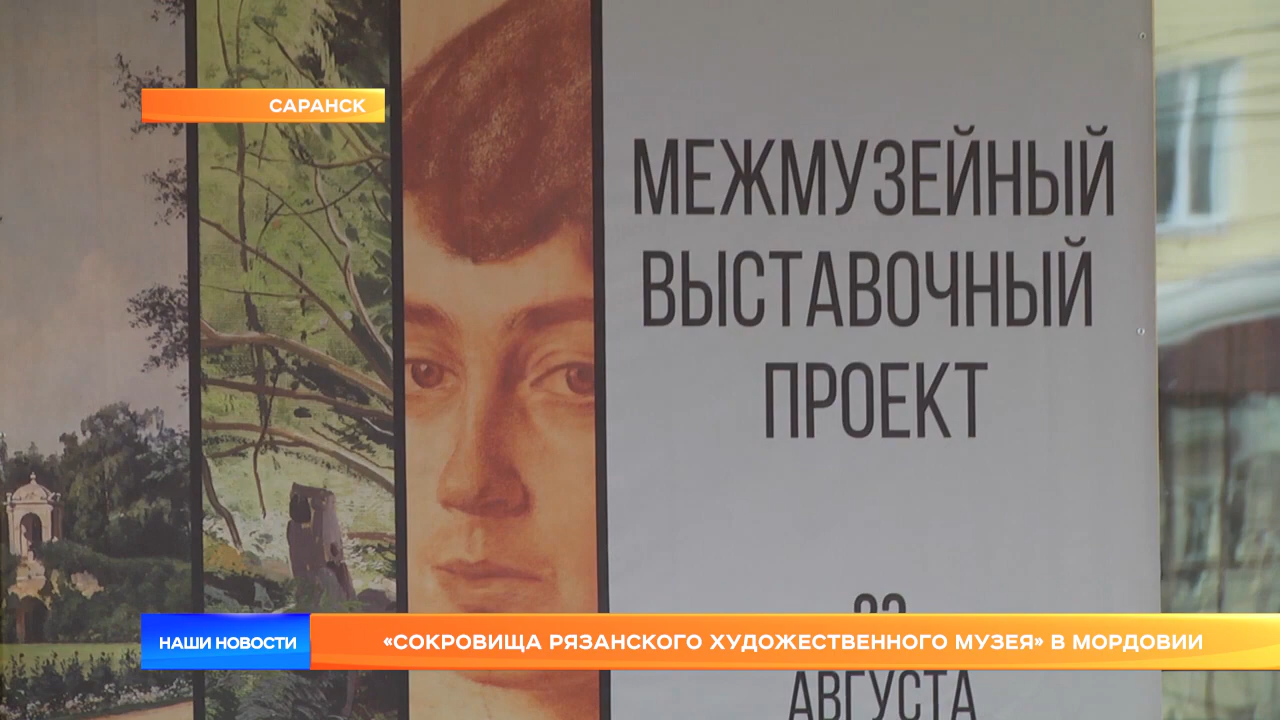 САРАНСК
МЕЖМУЗЕЙНЫЙ
ВЫСТАВОЧНЫЙ
ПРОЕКТ
АВГУСТА
НАШИ НОВОСТИ
«СОКРОВИЩА РЯЗАНСКОГО ХУДОЖЕСТВЕННОГО МУЗЕЯ» В МОРДОВИИ